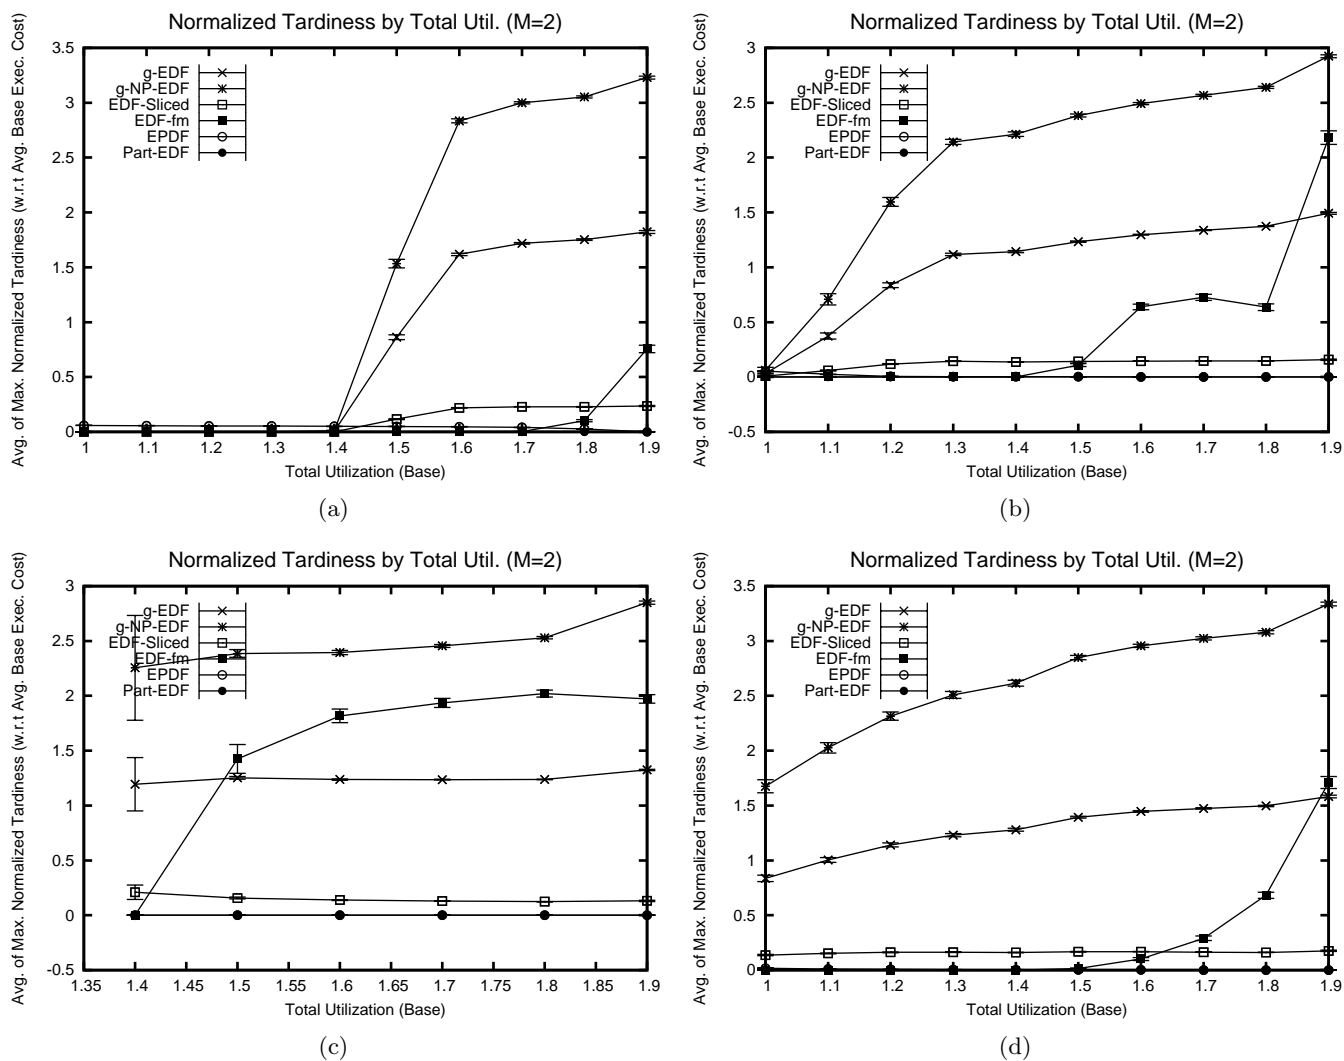 Normalized Tardiness by Total Util. (M=2)
Avg. of Max. Normalized Tardiness (w.r.t Avg. Base Exec. Cost)
3.5
3
2.5
2
1.5
1
0.5
0
g-EDF
g-NP-EDF
EDF-Sliced
EDF-fm
EPDF
Part-EDF
1 1.1 1.2 1.3 1.4 1.5 1.6 1.7 1.8 1.9
Total Utilization (Base)
(a)
Normalized Tardiness by Total Util. (M=2)
Avg. of Max. Normalized Tardiness (w.r.t Avg. Base Exec. Cost)
3
2.5
2
1.5
1
0.5
0
-0.5
g-EDF
g-NP-EDF
EDF-Sliced
EDF-fm
EPDF
Part-EDF
1 1.1 1.2 1.3 1.4 1.5 1.6 1.7 1.8 1.9
Total Utilization (Base)
(b)
Normalized Tardiness by Total Util. (M=2)
Avg. of Max. Normalized Tardiness (w.r.t Avg. Base Exec. Cost)
3
2.5
2
1.5
1
0.5
0
-0.5
g-EDF
g-NP-EDF
EDF-Sliced
EDF-fm
EPDF
Part-EDF
1.35 1.4 1.45 1.5 1.55 1.6 1.65 1.7 1.75 1.8 1.85 1.9
Total Utilization (Base)
(c)
Normalized Tardiness by Total Util. (M=2)
Avg. of Max. Normalized Tardiness (w.r.t Avg. Base Exec. Cost)
3.5
3
2.5
2
1.5
1
0.5
0
g-EDF
g-NP-EDF
EDF-Sliced
EDF-fm
EPDF
Part-EDF
1 1.1 1.2 1.3 1.4 1.5 1.6 1.7 1.8 1.9
Total Utilization (Base)
(d)